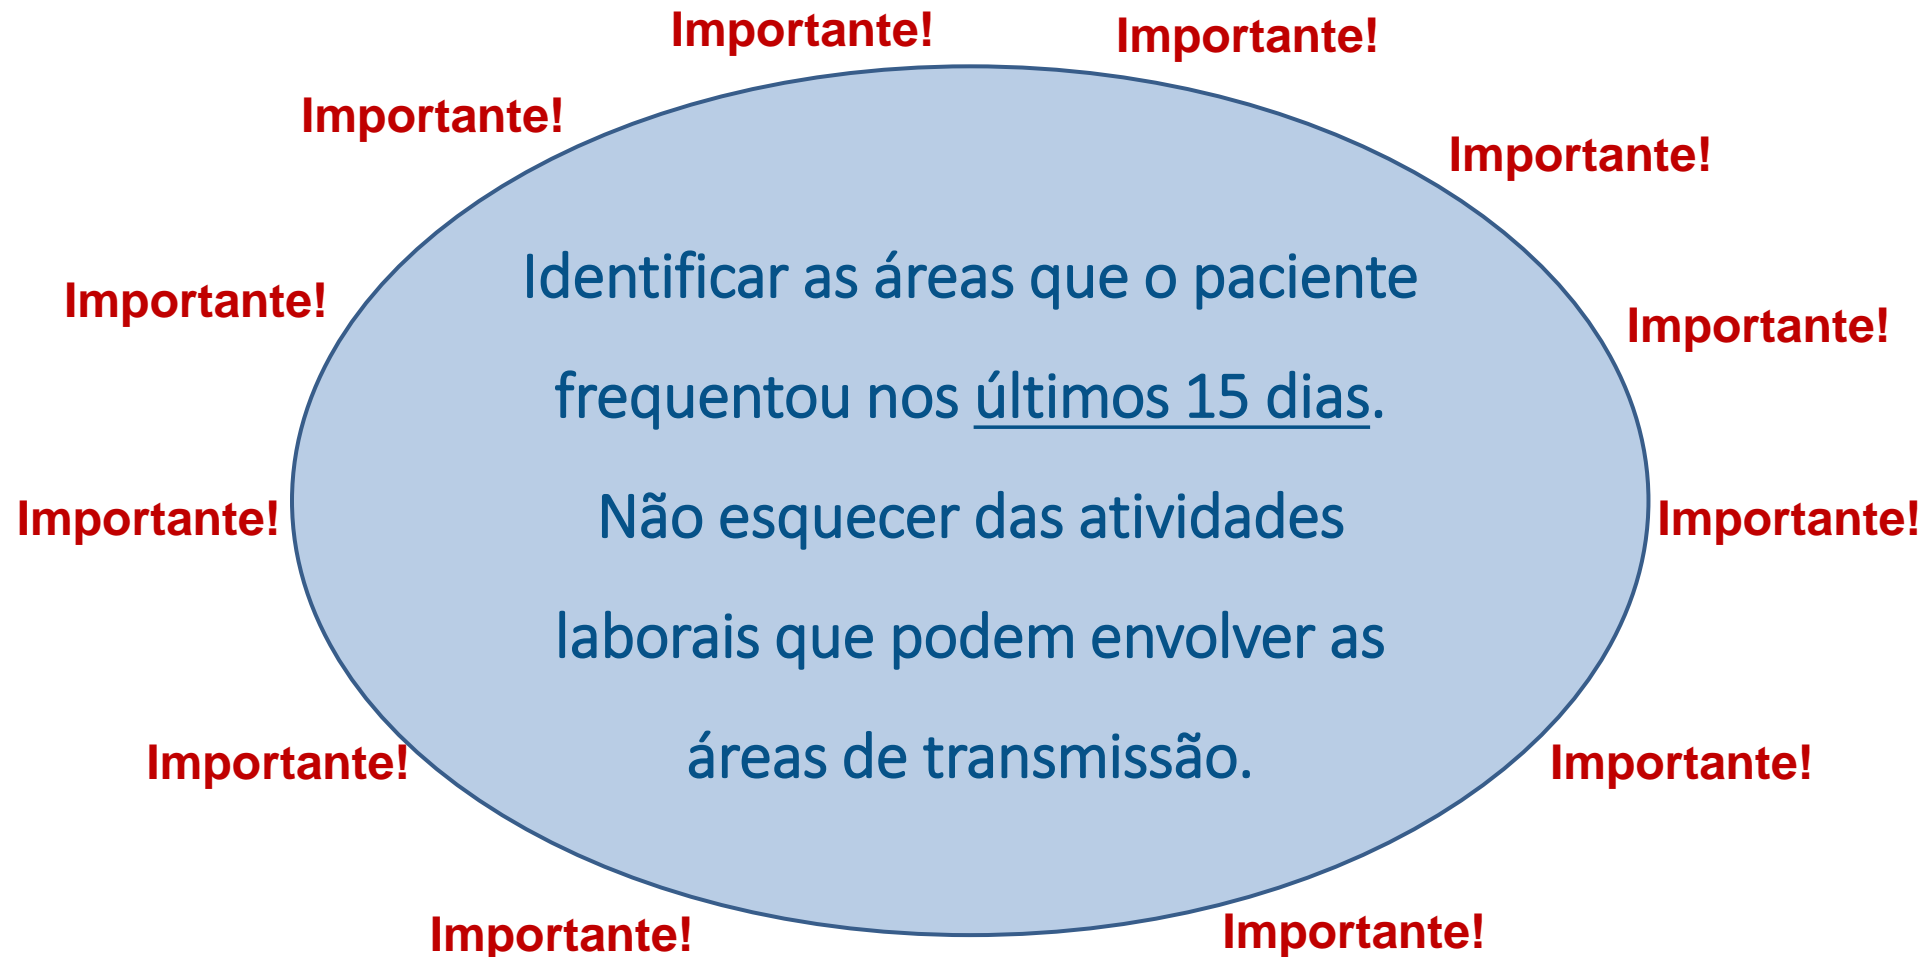 Importante!
Importante!
Importante!
Importante!
Identificar as áreas que o paciente
Importante!
Importante!
frequentou nos últimos 15 dias.
Não esquecer das atividades
Importante!
Importante!
laborais que podem envolver as
áreas de transmissão.
Importante!
Importante!
Importante!
Importante!